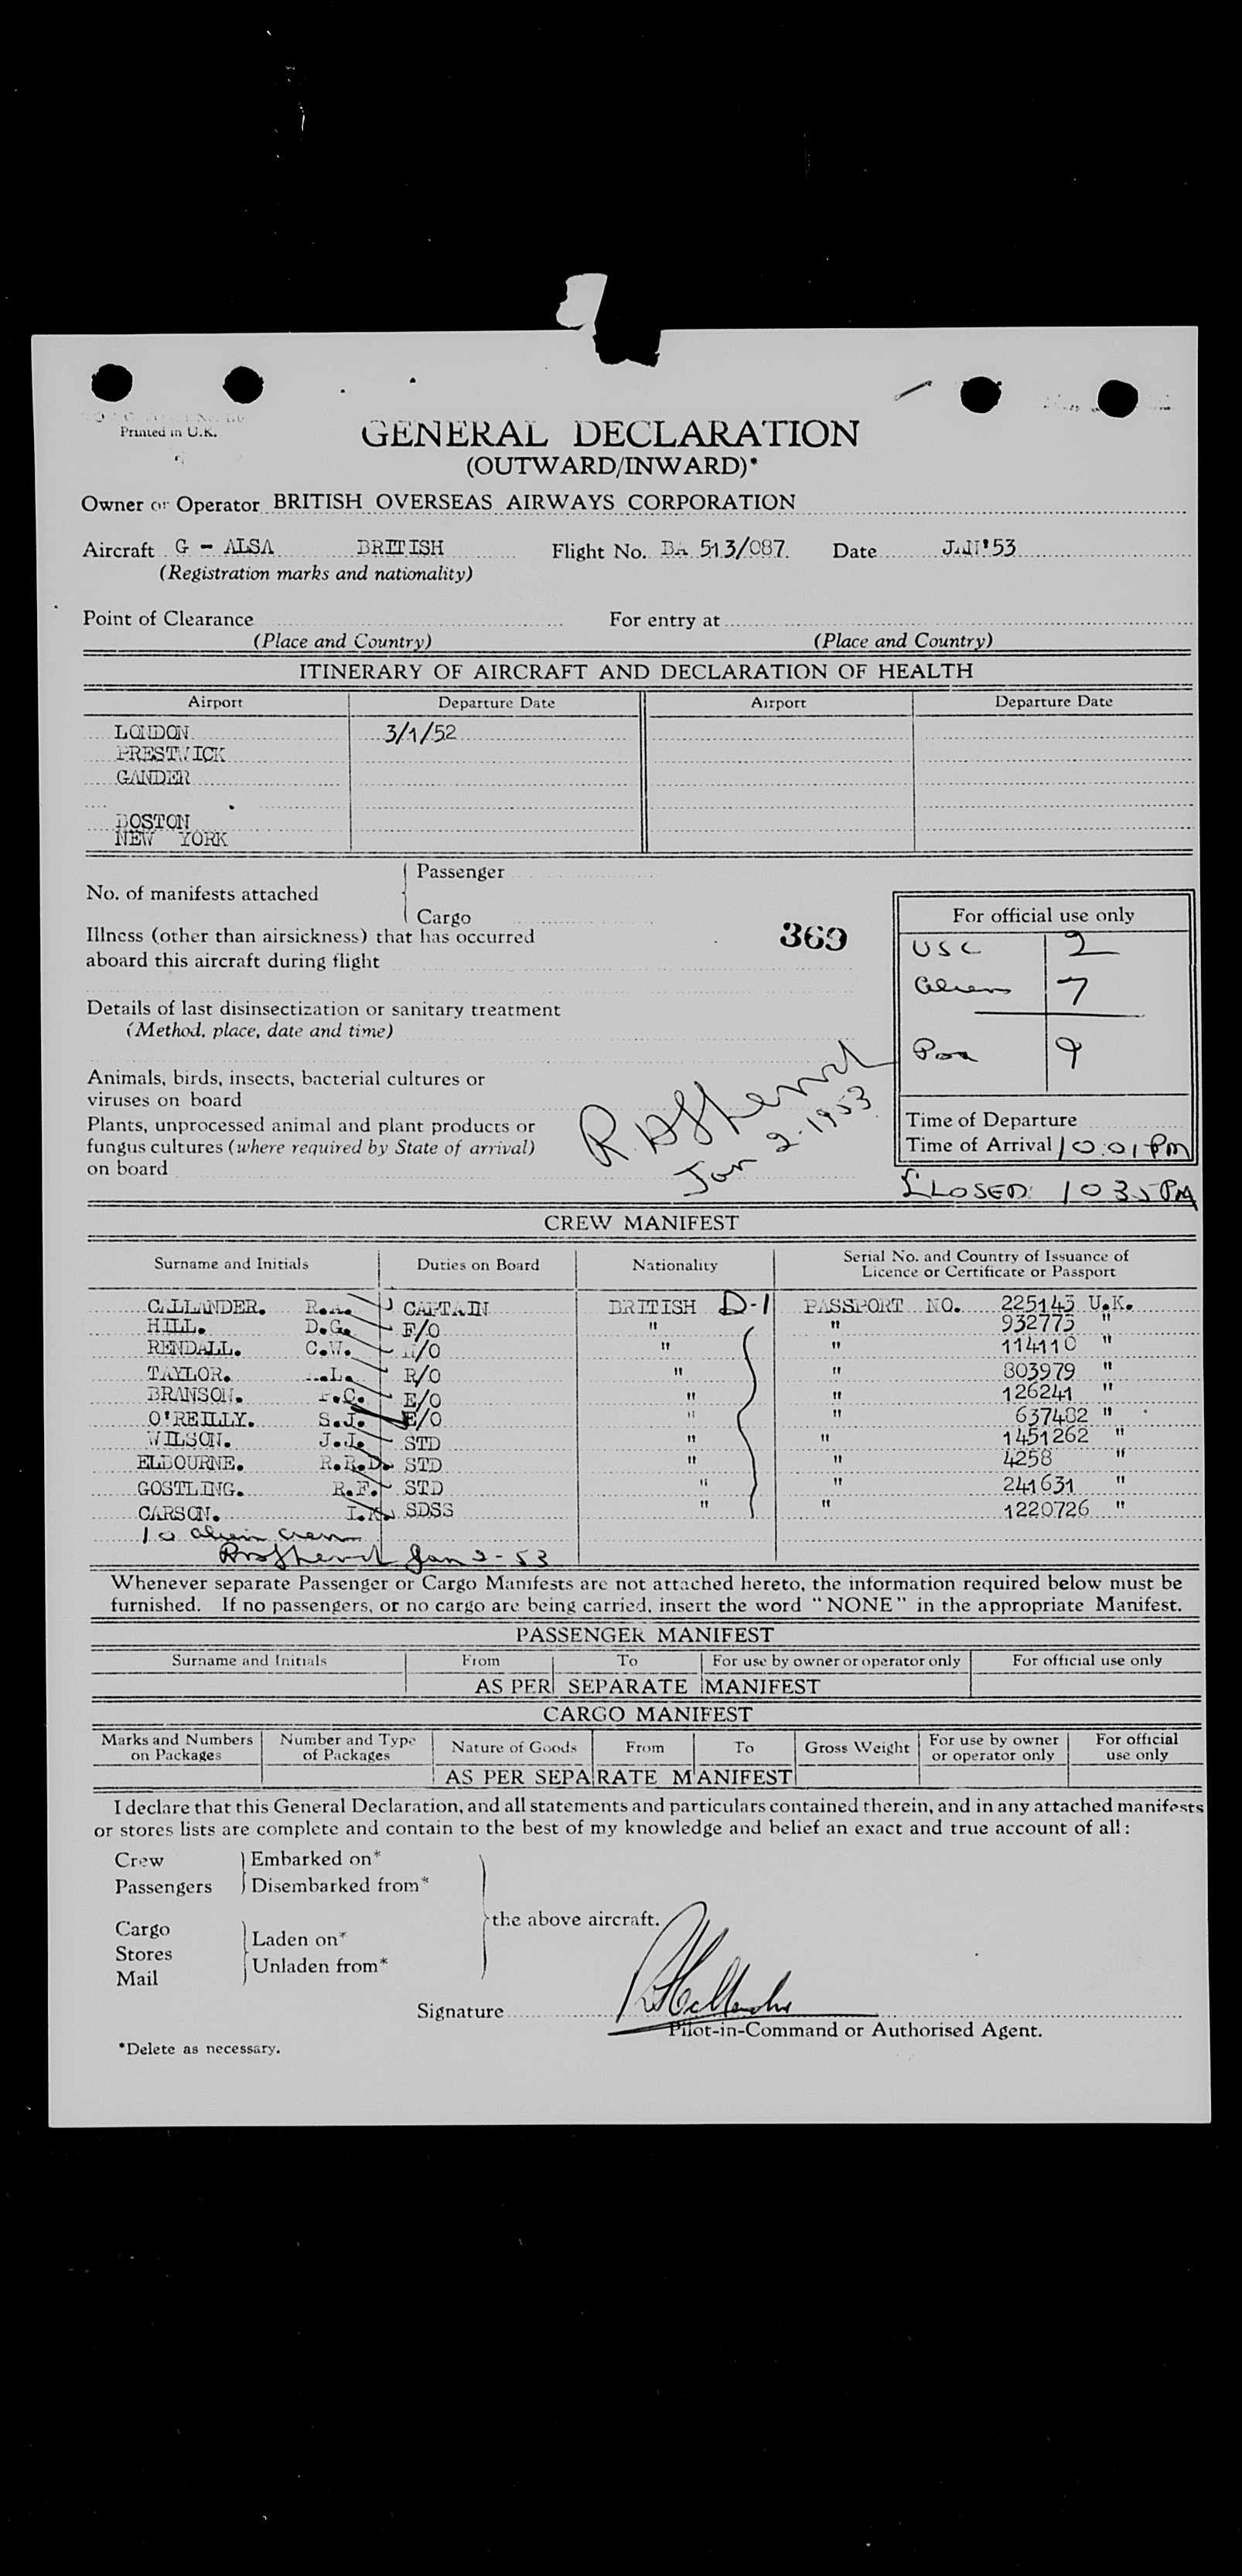 Printed in U.K.
GENERAL DECLARATION
(OUTWARD/INWARD)*
Owner or Operator BRITISH OVERSEAS AIRWAYS CORPORATION
Aircraft G - ALSA BRITISH Flight No. BA 513/087. Date JAN'53
(Registration marks and nationality)
Point of Clearance For entry at
(Place and Country) (Place and Country)
ITINERARY OF AIRCRAFT AND DECLARATION OF HEALTH
Airport Departure Date Airport Departure Date
LONDON 3/1/52
PRESTWICK
GANDER
BOSTON
NEW YORK
No. of manifests attached
Passenger
Cargo
Illness (other than airsickness) that has occurred
aboard this aircraft during flight
369
Details of last disinsectization or sanitary treatment
(Method, place, date and time)
Animals, birds, insects, bacterial cultures or
viruses on board
Plants, unprocessed animal and plant products or
fungus cultures (where required by State of arrival)
on board
Jan 2-1953
For official use only
USC 2
Aliens 7
Pax 9
Time of Departure
Time of Arrival 10:01 PM
CLOSED: 10 35 PM
CREW MANIFEST
Surname and Initials Duties on Board Nationality Serial No. and Country of Issuance of
Licence or Certificate or Passport
CALLANDER. CAPTAIN BRITISH D-1 PASSPORT NO. 225143 U.K.
HILL. D.G. F/O " " 932773 "
RENDALL. C.W. /O " " 114110 "
TAYLOR. L. R/O " " 803979 "
BRANSON. C. E/O " " 126241 "
O'REILLY. S.J. E/O " " 637482 "
WILSON. J.J. STD " " 1451262 "
ELBOURNE. R.R.D. STD " " 4258 "
GOSTLING. R.F. STD " " 241631 "
CARSON. I. SDSS " " 1220726 "
10 alien crew
Jan 2-53
Whenever separate Passenger or Cargo Manifests are not attached hereto, the information required below must be
furnished. If no passengers, or no cargo are being carried, insert the word "NONE" in the appropriate Manifest.
PASSENGER MANIFEST
Surname and Initials From To For use by owner or operator only For official use only
AS PER SEPARATE MANIFEST
CARGO MANIFEST
Marks and Numbers on Packages Number and Type of Packages Nature of Goods From To Gross Weight For use by owner or operator only For official use only
AS PER SEPARATE MANIFEST
I declare that this General Declaration, and all statements and particulars contained therein, and in any attached manifests
or stores lists are complete and contain to the best of my knowledge and belief an exact and true account of all:
Crew Embarked on*
Passengers Disembarked from*
the above aircraft.
Cargo
Stores
Mail
Laden on*
Unladen from*
Signature
Pilot-in-Command or Authorised Agent.
*Delete as necessary.